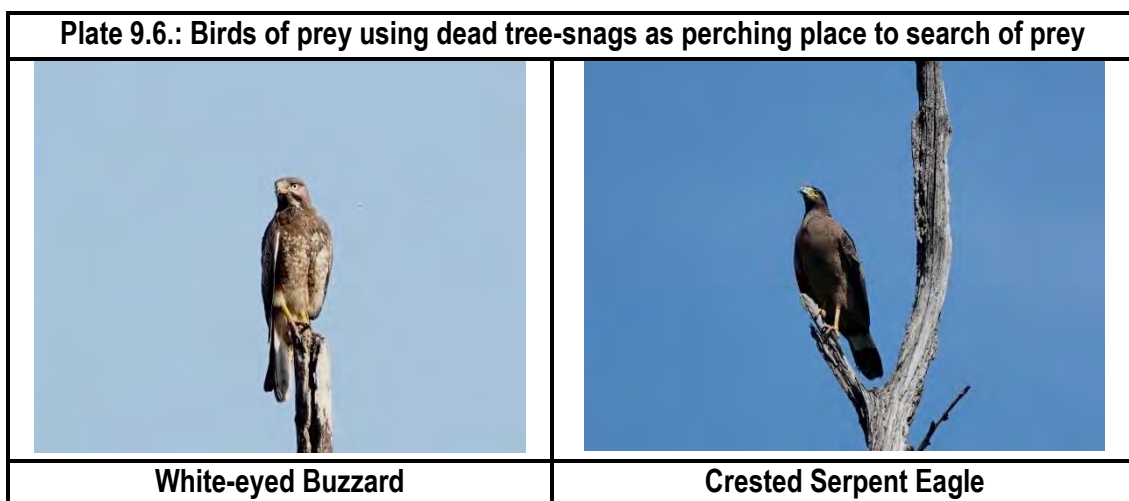 Plate 9.6.: Birds of prey using dead tree-snags as perching place to search of prey
White-eyed Buzzard
Crested Serpent Eagle